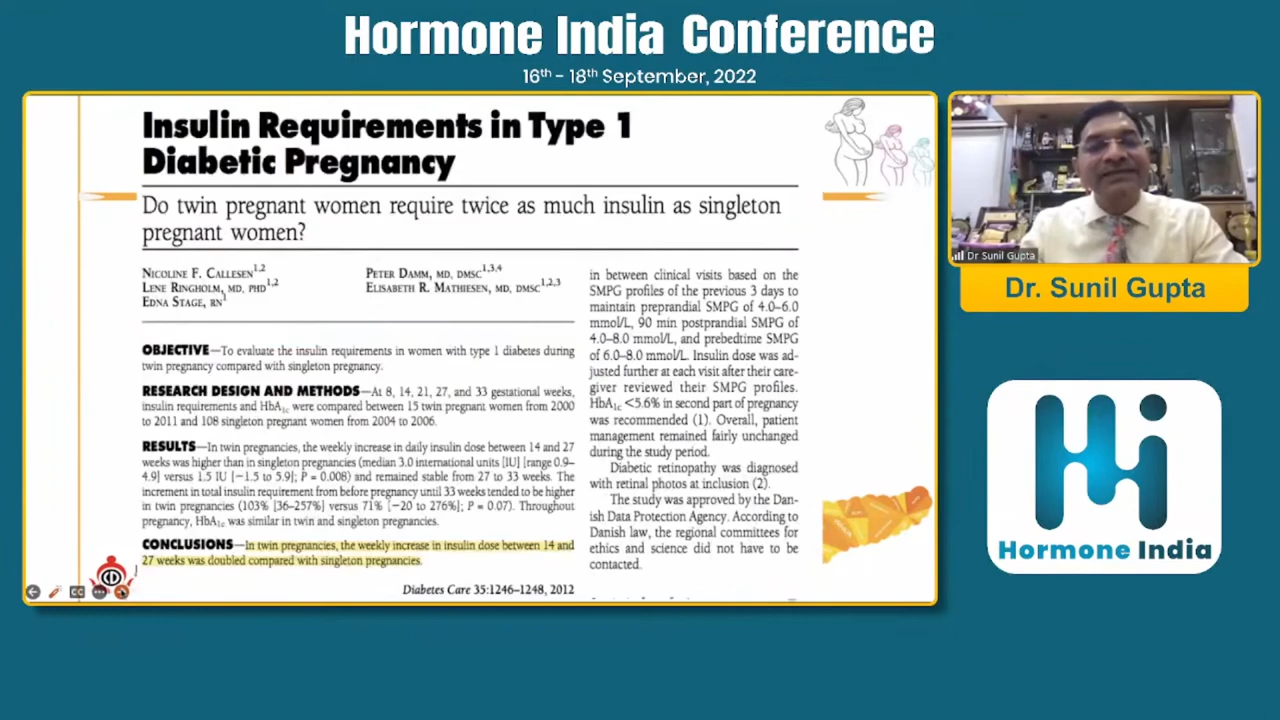 Hormone India Conference
16th - 18th September, 2022
Insulin Requirements in Type 1
Diabetic Pregnancy
Do twin pregnant women require twice as much insulin as singleton
pregnant women?
NICOLINE F. CALLESEN1,2
LENE RINGHOLM, MD, PHD1,2
EDNA STAGE, RN1
PETER DAMM, MD, DMSC1,3,4
ELISABETH R. MATHIESEN, MD, DMSC1,2,3
OBJECTIVE—To evaluate the insulin requirements in women with type 1 diabetes during
twin pregnancy compared with singleton pregnancy.
RESEARCH DESIGN AND METHODS—At 8, 14, 21, 27, and 33 gestational weeks,
insulin requirements and HbA1c were compared between 15 twin pregnant women from 2000
to 2011 and 108 singleton pregnant women from 2004 to 2006.
RESULTS—In twin pregnancies, the weekly increase in daily insulin dose between 14 and 27
weeks was higher than in singleton pregnancies (median 3.0 international units [IU] [range 0.9–
4.9] versus 1.5 IU [−1.5 to 5.9]; P = 0.008) and remained stable from 27 to 33 weeks. The
increment in total insulin requirement from before pregnancy until 33 weeks tended to be higher
in twin pregnancies (103% [36–257%] versus 71% [−20 to 276%]; P = 0.07). Throughout
pregnancy, HbA1c was similar in twin and singleton pregnancies.
CONCLUSIONS—In twin pregnancies, the weekly increase in insulin dose between 14 and
27 weeks was doubled compared with singleton pregnancies.
Diabetes Care 35:1246–1248, 2012
in between clinical visits based on the
SMPG profiles of the previous 3 days to
maintain preprandial SMPG of 4.0–6.0
mmol/L, 90 min postprandial SMPG of
4.0–8.0 mmol/L, and prebedtime SMPG
of 6.0–8.0 mmol/L. Insulin dose was ad-
justed further at each visit after their care-
giver reviewed their SMPG profiles.
HbA1c <5.6% in second part of pregnancy
was recommended (1). Overall, patient
management remained fairly unchanged
during the study period.
Diabetic retinopathy was diagnosed
with retinal photos at inclusion (2).
The study was approved by the Dan-
ish Data Protection Agency. According to
Danish law, the regional committees for
ethics and science did not have to be
contacted.
CC
Dr Sunil Gupta
Dr. Sunil Gupta
Hormone India